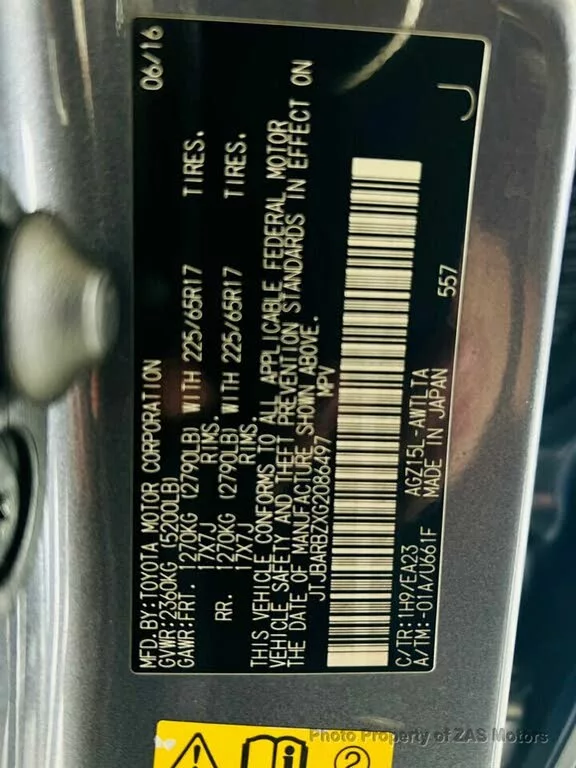 MFD.BY:TOYOTA MOTOR CORPORATION 06/16
GVWR:2360KG (5200LB)
GAWR:FRT. 1270KG (2790LB) WITH 225/65R17 TIRES.
17X7J RIMS.
RR. 1270KG (2790LB) WITH 225/65R17 TIRES.
17X7J RIMS.
THIS VEHICLE CONFORMS TO ALL APPLICABLE FEDERAL MOTOR
VEHICLE SAFETY AND THEFT PREVENTION STANDARDS IN EFFECT ON
THE DATE OF MANUFACTURE SHOWN ABOVE.
JTJBARBZXG2086497 MPV
C/TR:1H9/EA23 AGZ15L-AWTLTA 557
A/TM:-01A/U661F MADE IN JAPAN
J
2
Photo Property of ZAS Motors